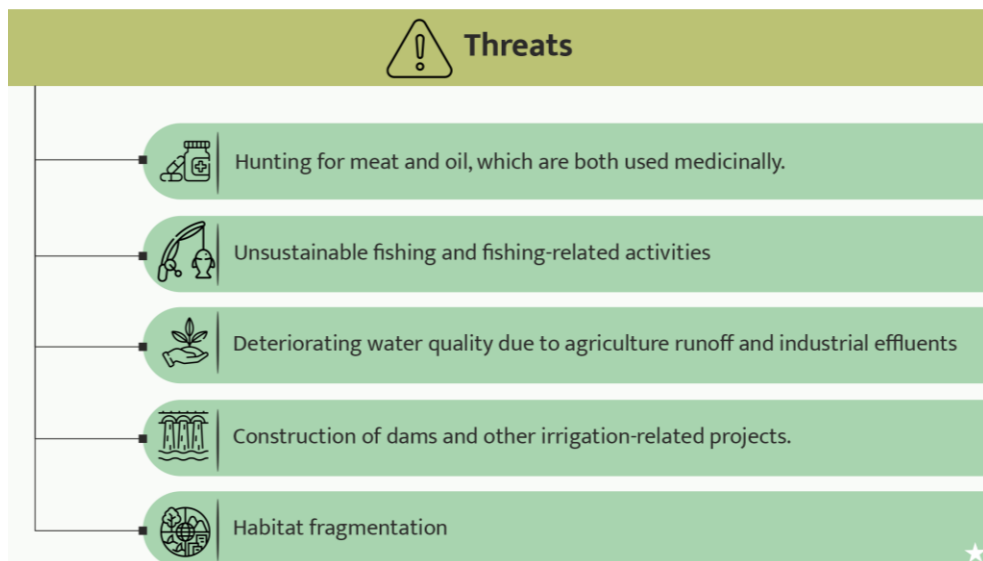 Threats
Hunting for meat and oil, which are both used medicinally.
Unsustainable fishing and fishing-related activities
Deteriorating water quality due to agriculture runoff and industrial effluents
Construction of dams and other irrigation-related projects.
Habitat fragmentation